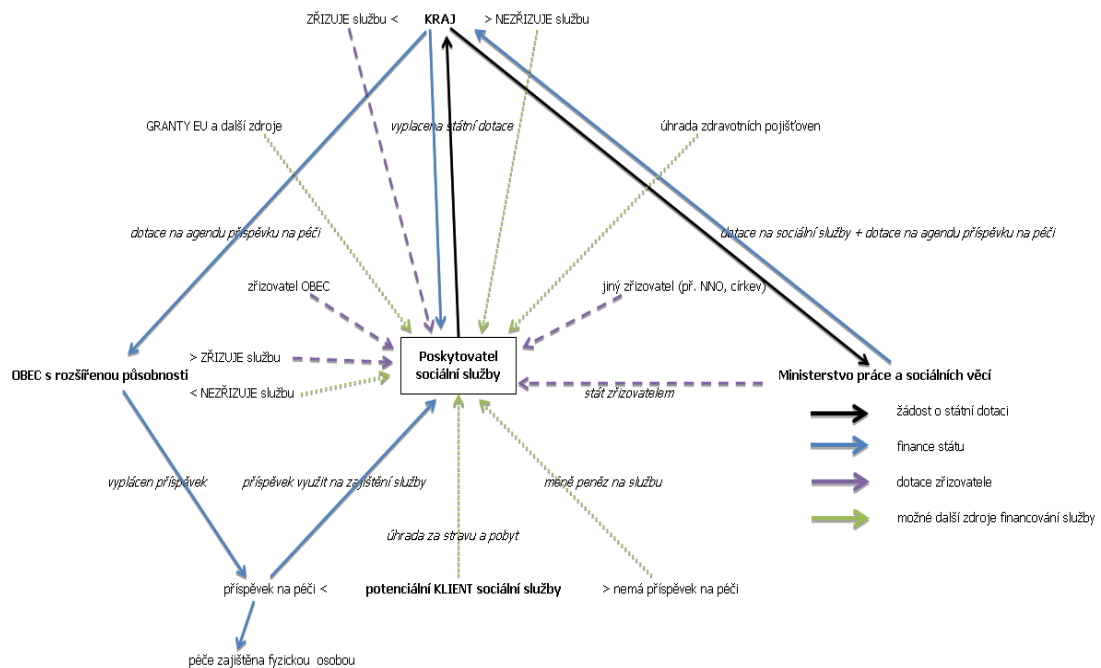 ZŘIZUJE službu < KRAJ > NEZŘIZUJE službu
GRANTY EU a další zdroje
vyplacena státní dotace
úhrada zdravotních pojišťoven
dotace na agendu příspěvku na péči
dotace na sociální služby + dotace na agendu příspěvku na péči
zřizovatel OBEC
jiný zřizovatel (př. NNO, církev)
> ZŘIZUJE službu
Poskytovatel
sociální služby
OBEC s rozšířenou působností
Ministerstvo práce a sociálních věcí
< NEZŘIZUJE službu
stát zřizovatelem
žádost o státní dotaci
finance státu
dotace zřizovatele
možné další zdroje financování služby
vyplácen příspěvek
příspěvek využit na zajištění služby
méně peněz na službu
úhrada za stravu a pobyt
příspěvek na péči <
potenciální KLIENT sociální služby
> nemá příspěvek na péči
péče zajištěna fyzickou osobou